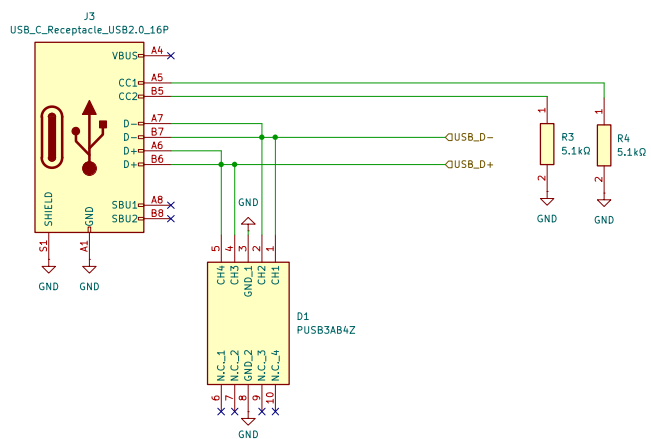 J3
USB_C_Receptacle_USB2.0_16P
VBUS A4
CC1 A5
CC2 B5
D- A7
D- B7
D+ A6
D+ B6
USB_D-
USB_D+
1
R3
5.1kΩ
2
GND
1
R4
5.1kΩ
2
GND
SBU1 A8
SBU2 B8
SHIELD
GND
S1
A1
GND
GND
GND
5 4 3 2 1
CH4
CH3
GND_1
CH2
CH1
D1
PUSB3AB4Z
N.C._1
N.C._2
GND_2
N.C._3
N.C._4
6 7 8 9 10
GND